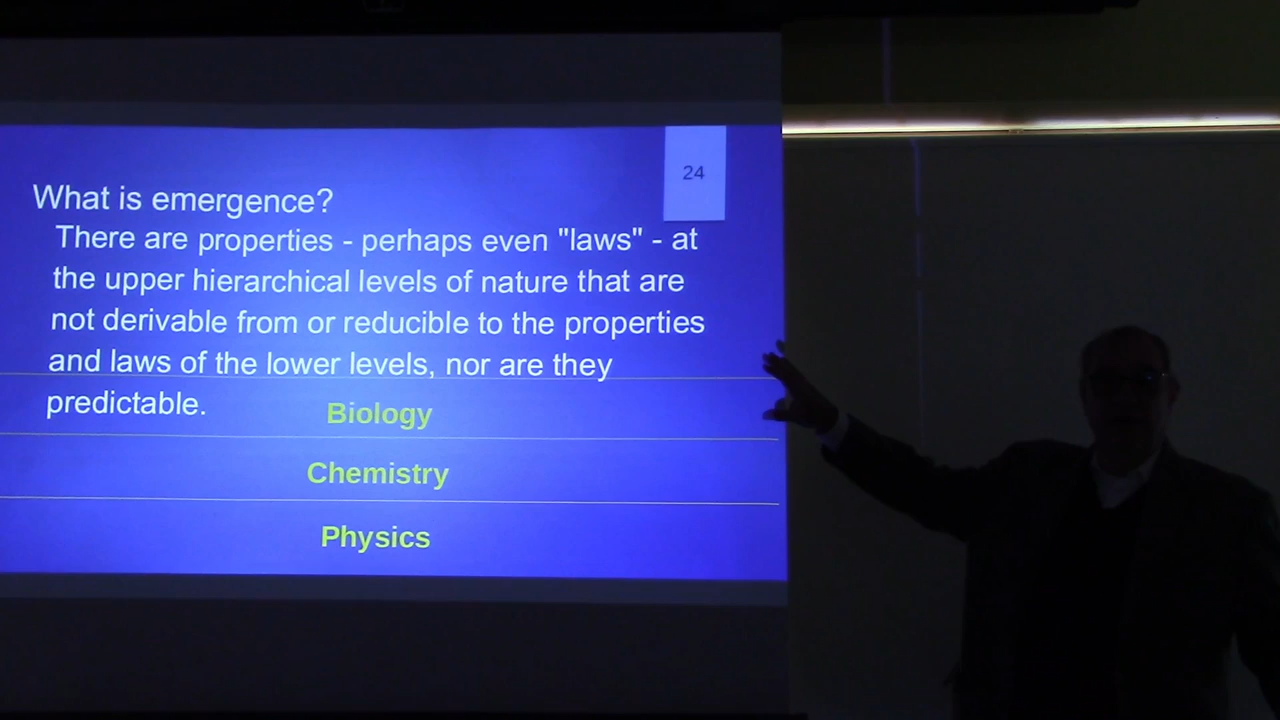 24
What is emergence?
There are properties - perhaps even "laws" - at
the upper hierarchical levels of nature that are
not derivable from or reducible to the properties
and laws of the lower levels, nor are they
predictable.
Biology
Chemistry
Physics